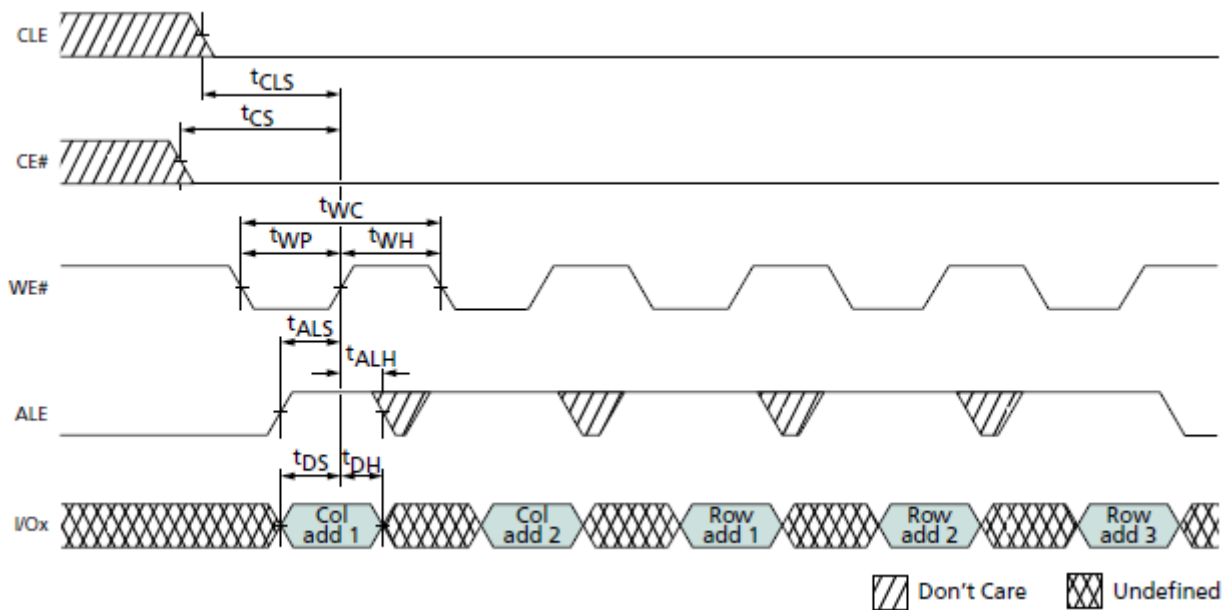 CLE
tCLS
tCS
CE#
tWC
tWP tWH
WE#
tALS
tALH
ALE
tDS tDH
I/Ox
Col add 1
Col add 2
Row add 1
Row add 2
Row add 3
Don't Care
Undefined